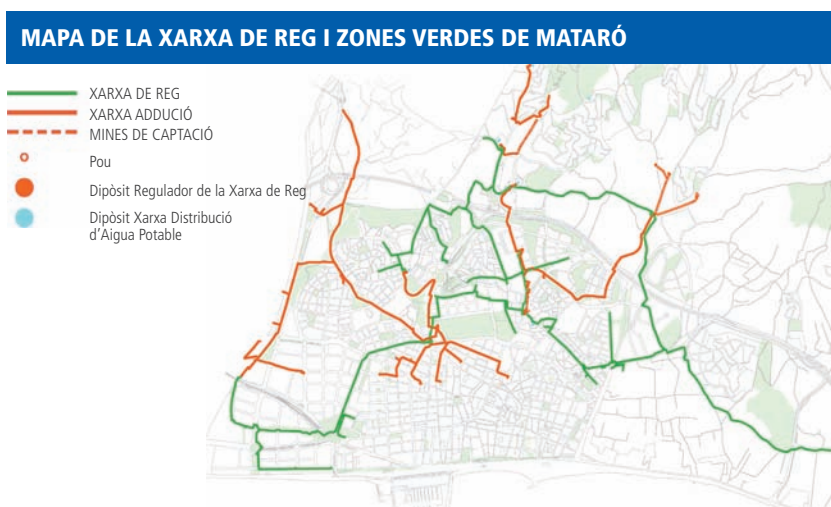 MAPA DE LA XARXA DE REG I ZONES VERDES DE MATARÓ
XARXA DE REG
XARXA ADDUCIÓ
MINES DE CAPTACIÓ
Pou
Dipòsit Regulador de la Xarxa de Reg
Dipòsit Xarxa Distribució
d'Aigua Potable